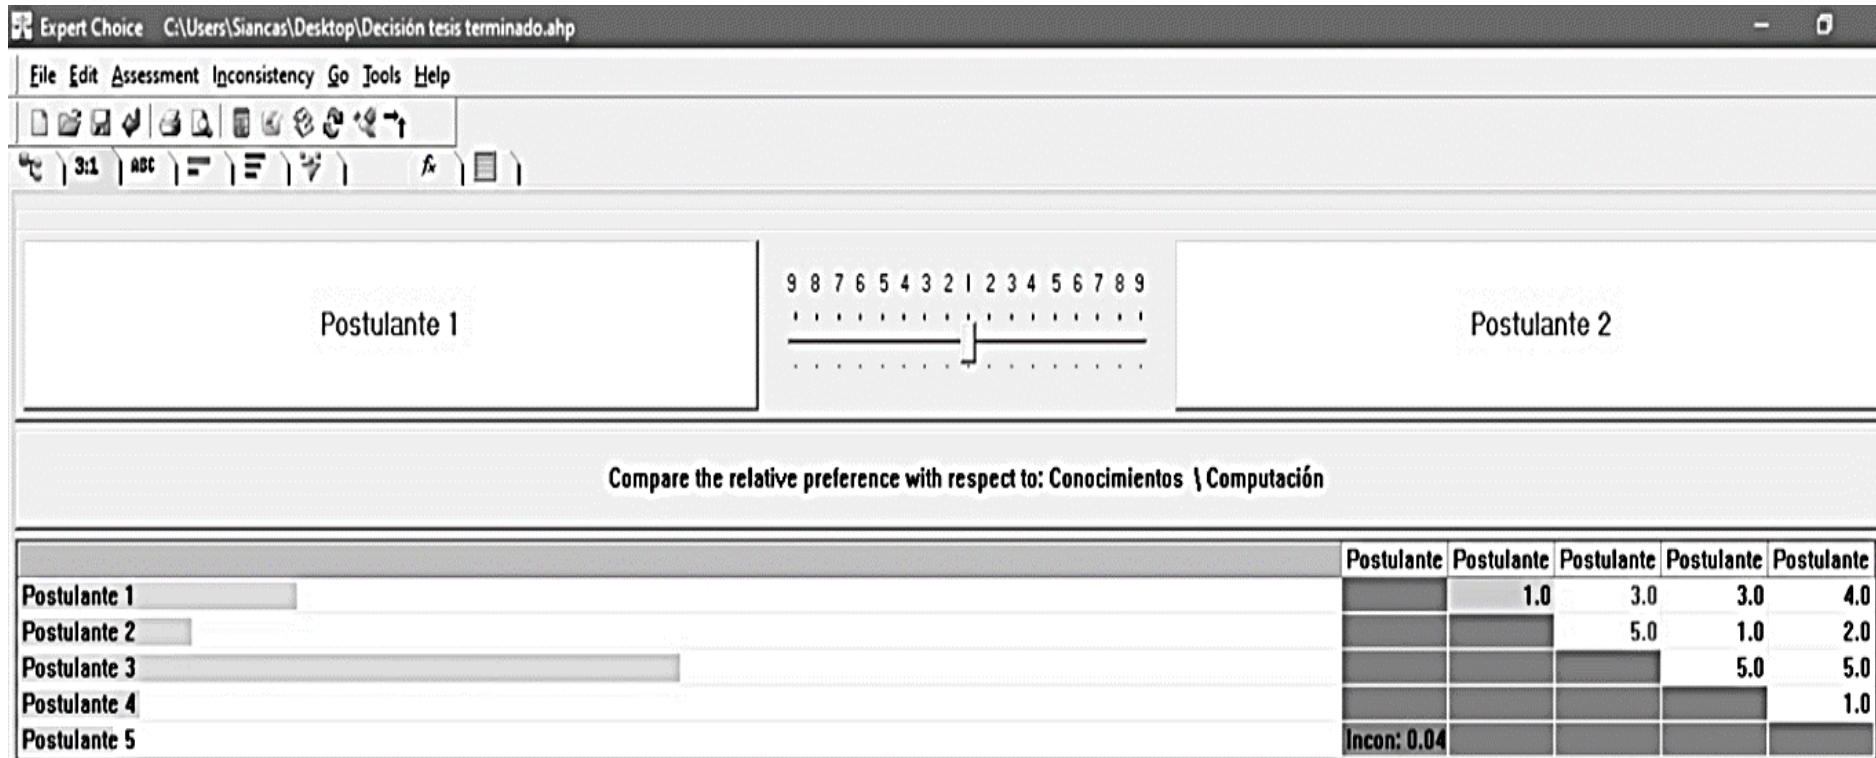 Expert Choice C:\Users\Siancas\Desktop\Decisión tesis terminado.ahp
File Edit Assessment Inconsistency Go Tools Help
3:1 ABC fx
9 8 7 6 5 4 3 2 1 2 3 4 5 6 7 8 9
Postulante 1 Postulante 2
Compare the relative preference with respect to: Conocimientos \ Computación
Postulante Postulante Postulante Postulante Postulante
Postulante 1 1.0 3.0 3.0 4.0
Postulante 2 5.0 1.0 2.0
Postulante 3 5.0 5.0
Postulante 4 1.0
Postulante 5 Incon: 0.04